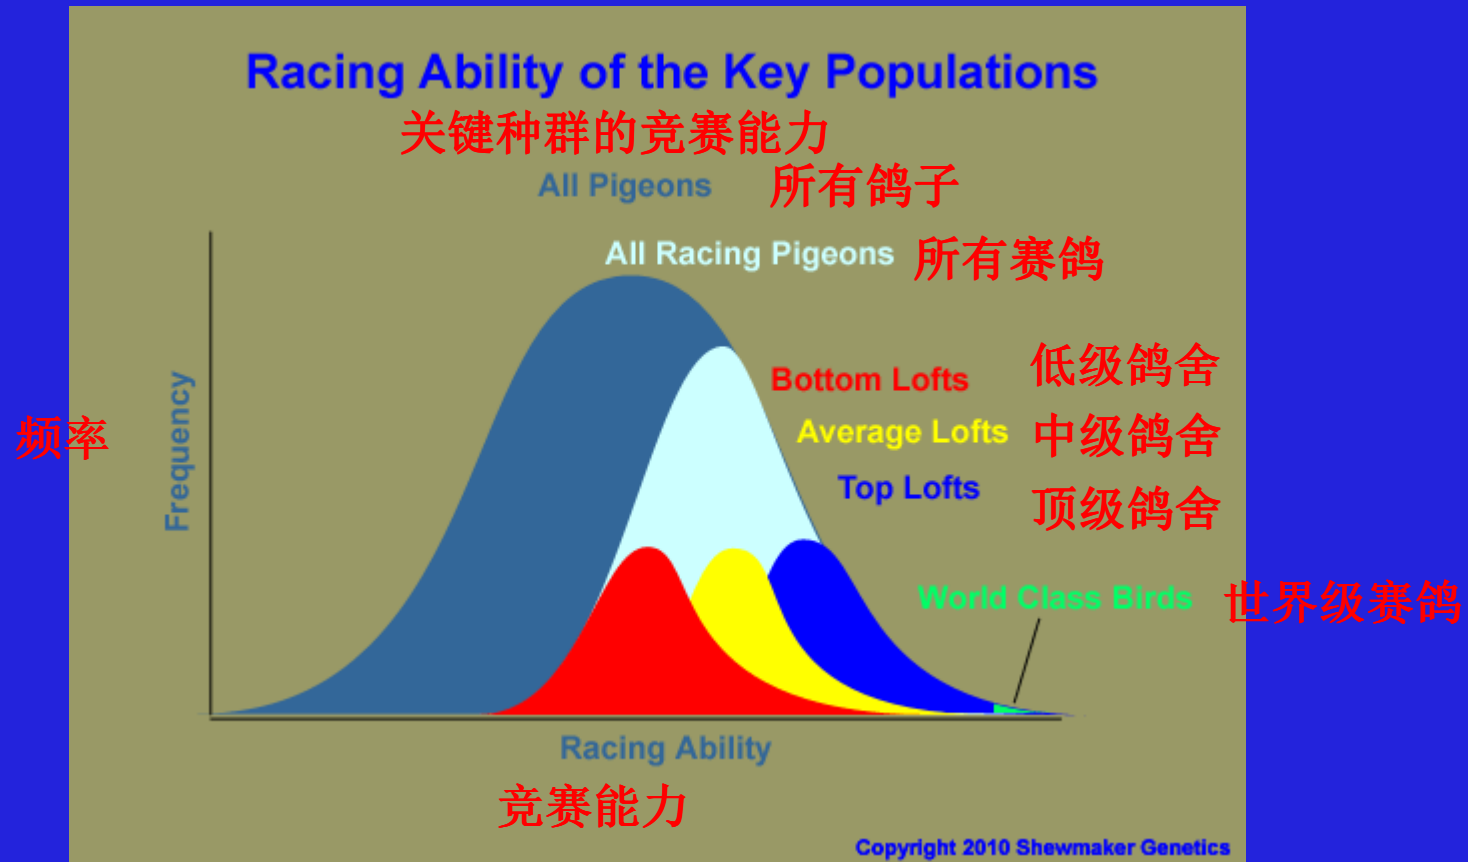 Racing Ability of the Key Populations
关键种群的竞赛能力
All Pigeons 所有鸽子
All Racing Pigeons 所有赛鸽
Bottom Lofts 低级鸽舍
Average Lofts 中级鸽舍
Top Lofts 顶级鸽舍
频率
Frequency
World Class Birds 世界级赛鸽
Racing Ability
竞赛能力
Copyright 2010 Shewmaker Genetics